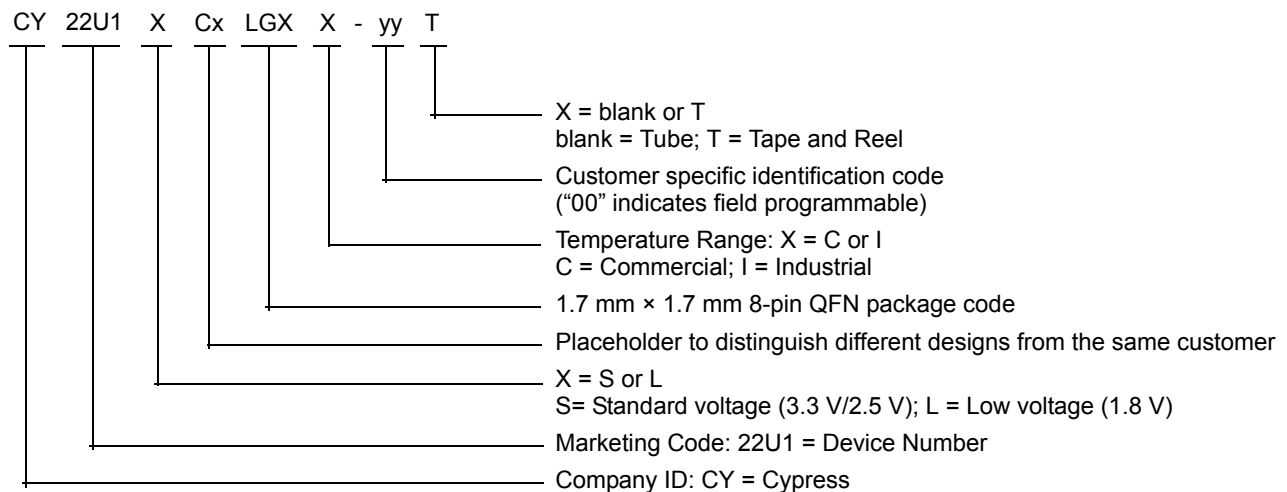 CY 22U1 X Cx LGX X - yy T
X = blank or T
blank = Tube; T = Tape and Reel
Customer specific identification code
(“00” indicates field programmable)
Temperature Range: X = C or I
C = Commercial; I = Industrial
1.7 mm × 1.7 mm 8-pin QFN package code
Placeholder to distinguish different designs from the same customer
X = S or L
S= Standard voltage (3.3 V/2.5 V); L = Low voltage (1.8 V)
Marketing Code: 22U1 = Device Number
Company ID: CY = Cypress